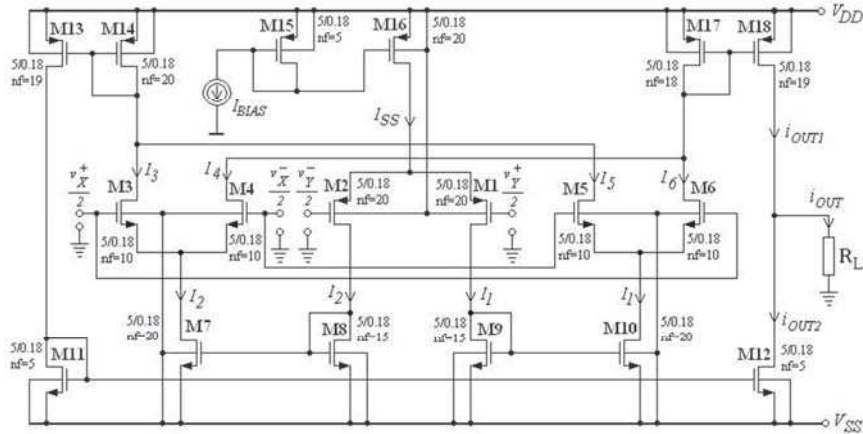 V_DD
M13
M14
M15
M16
M17
M18
5/0.18 nf=5
5/0.18 nf=20
5/0.18 nf=19
5/0.18 nf=20
5/0.18 nf=18
5/0.18 nf=19
I_BIAS
I_SS
i_OUT1
I_3
I_4
I_5
I_6
v_X^+ / 2
M3
M4
v_X^- / 2
v_Y^- / 2
M2
M1
v_Y^+ / 2
M5
M6
i_OUT
5/0.18 nf=10
5/0.18 nf=10
5/0.18 nf=20
5/0.18 nf=20
5/0.18 nf=10
5/0.18 nf=10
R_L
I_2
I_2
I_1
I_1
i_OUT2
M7
M8
M9
M10
5/0.18 nf=20
5/0.18 nf=15
5/0.18 nf=15
5/0.18 nf=20
M11
M12
5/0.18 nf=5
5/0.18 nf=5
V_SS